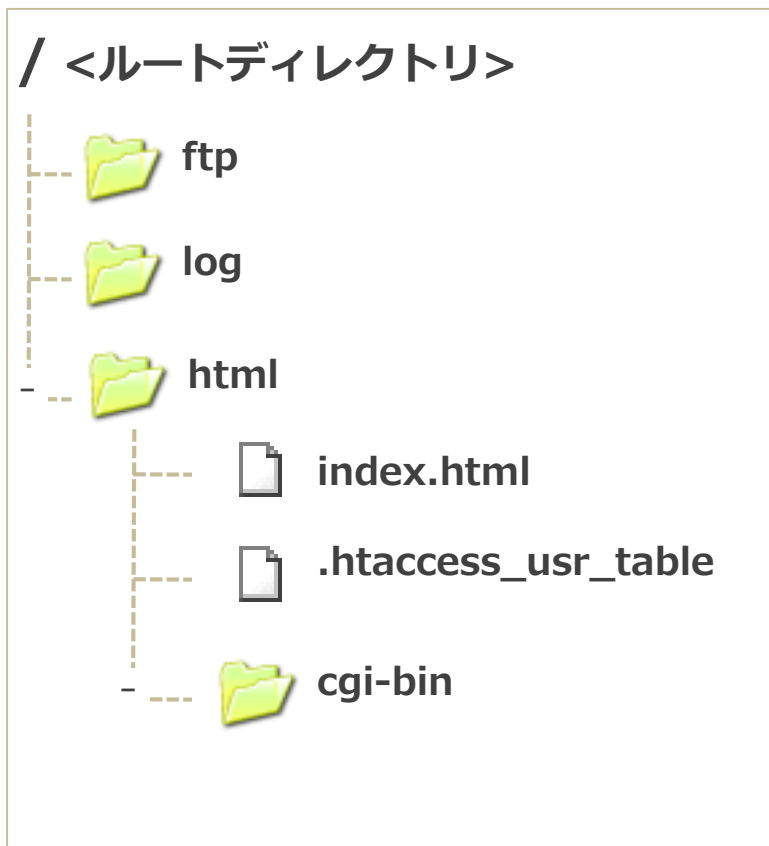 / <ルートディレクトリ>
ftp
log
html
index.html
.htaccess_usr_table
cgi-bin